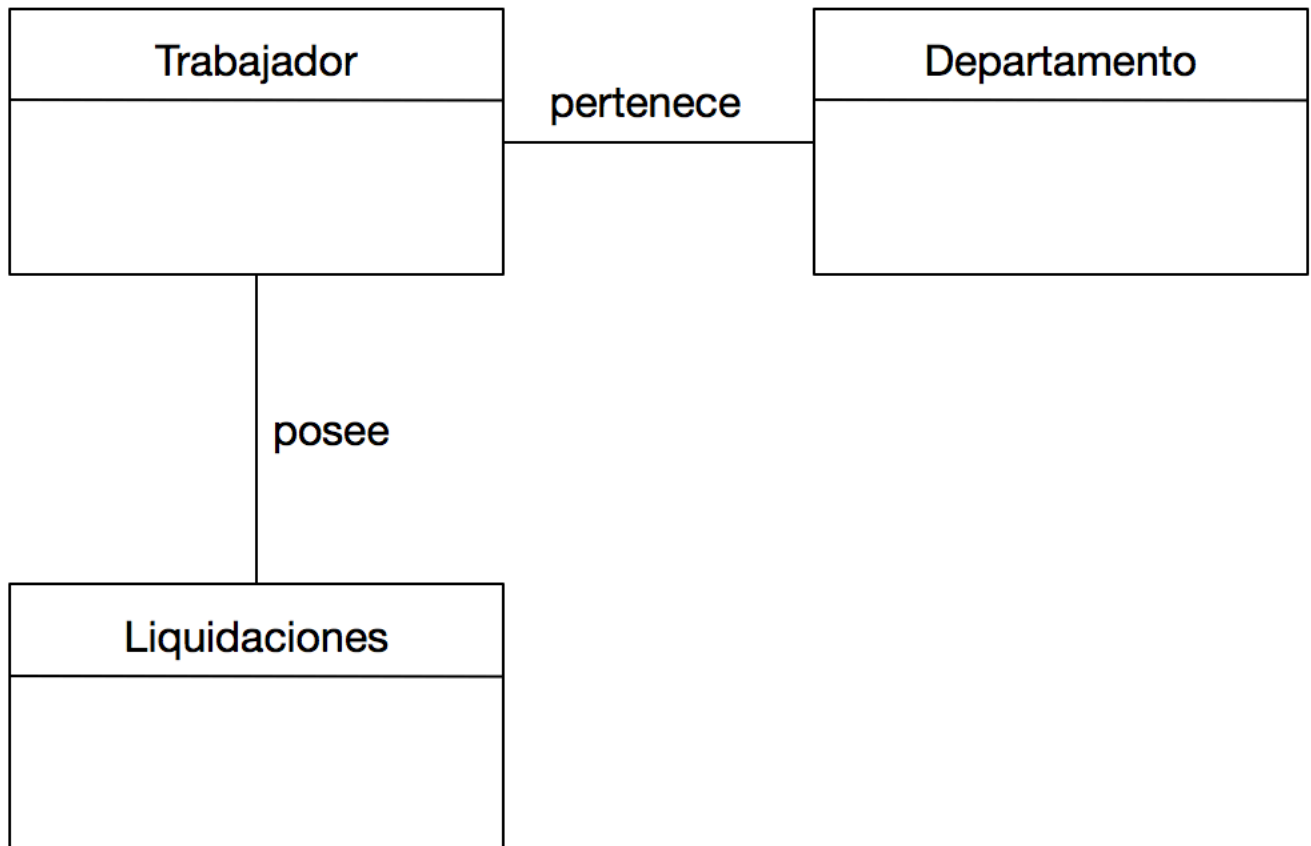 Trabajador
Departamento
pertenece
posee
Liquidaciones